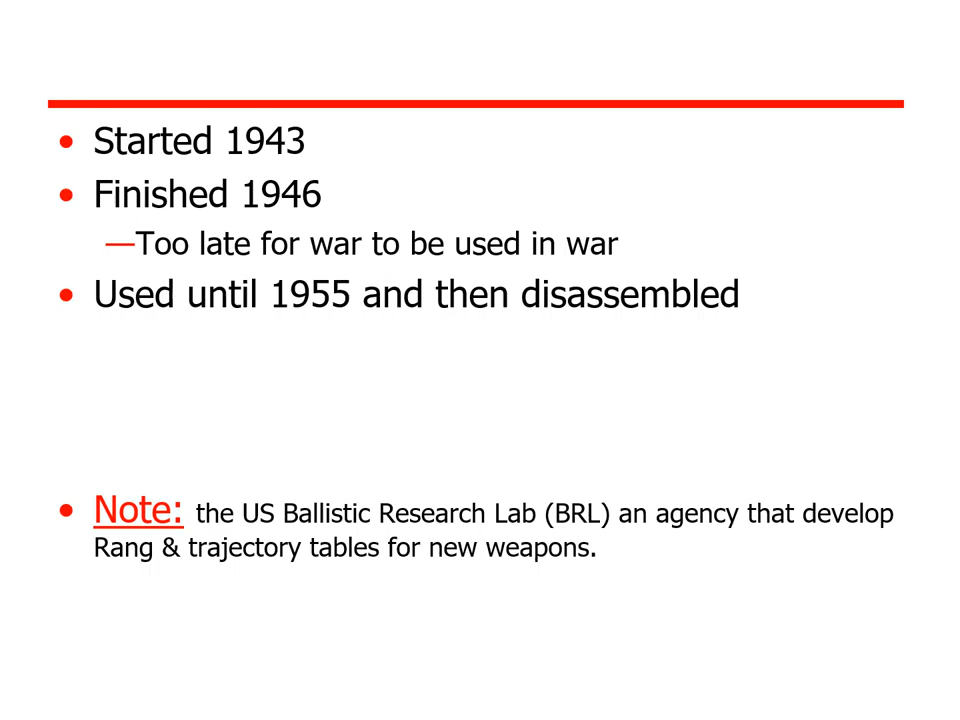 • Started 1943
• Finished 1946
—Too late for war to be used in war
• Used until 1955 and then disassembled
• Note: the US Ballistic Research Lab (BRL) an agency that develop
Rang & trajectory tables for new weapons.